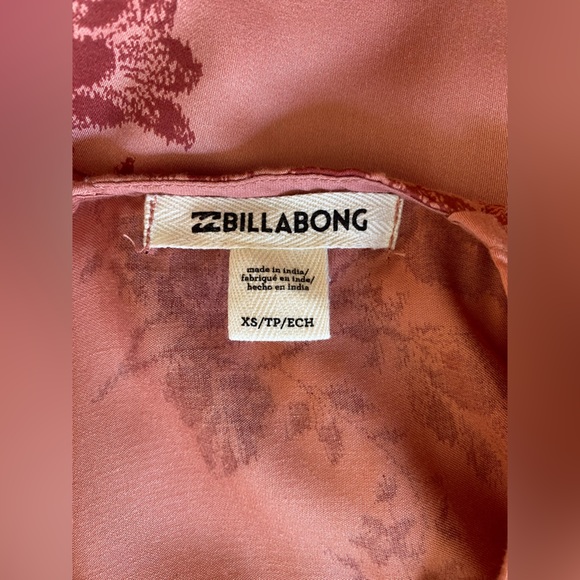 BILLABONG
made in india/
fabriqué en inde/
hecho en india
XS/TP/ECH